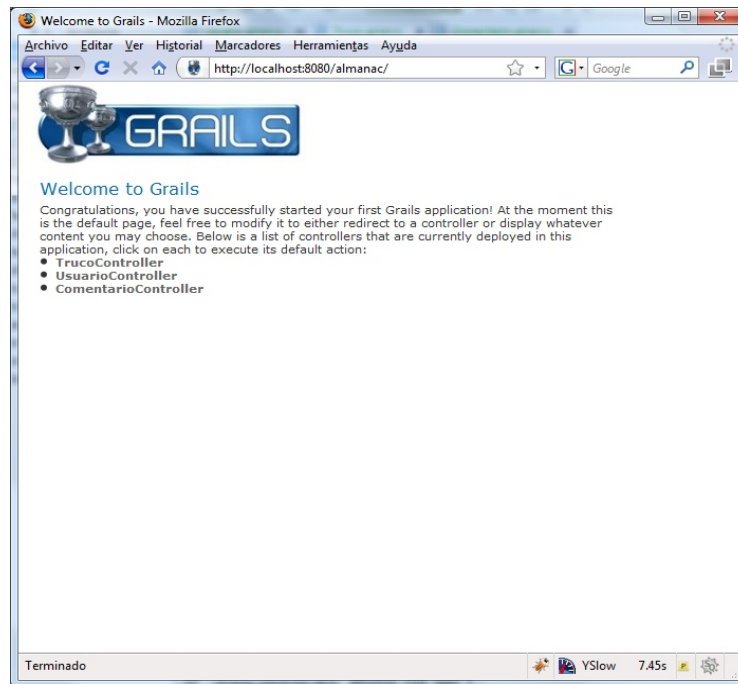 Welcome to Grails - Mozilla Firefox
Archivo Editar Ver Historial Marcadores Herramientas Ayuda
http://localhost:8080/almanac/
Google
GRAILS
Welcome to Grails
Congratulations, you have successfully started your first Grails application! At the moment this
is the default page, feel free to modify it to either redirect to a controller or display whatever
content you may choose. Below is a list of controllers that are currently deployed in this
application, click on each to execute its default action:
TrucoController
UsuarioController
ComentarioController
Terminado YSlow 7.45s